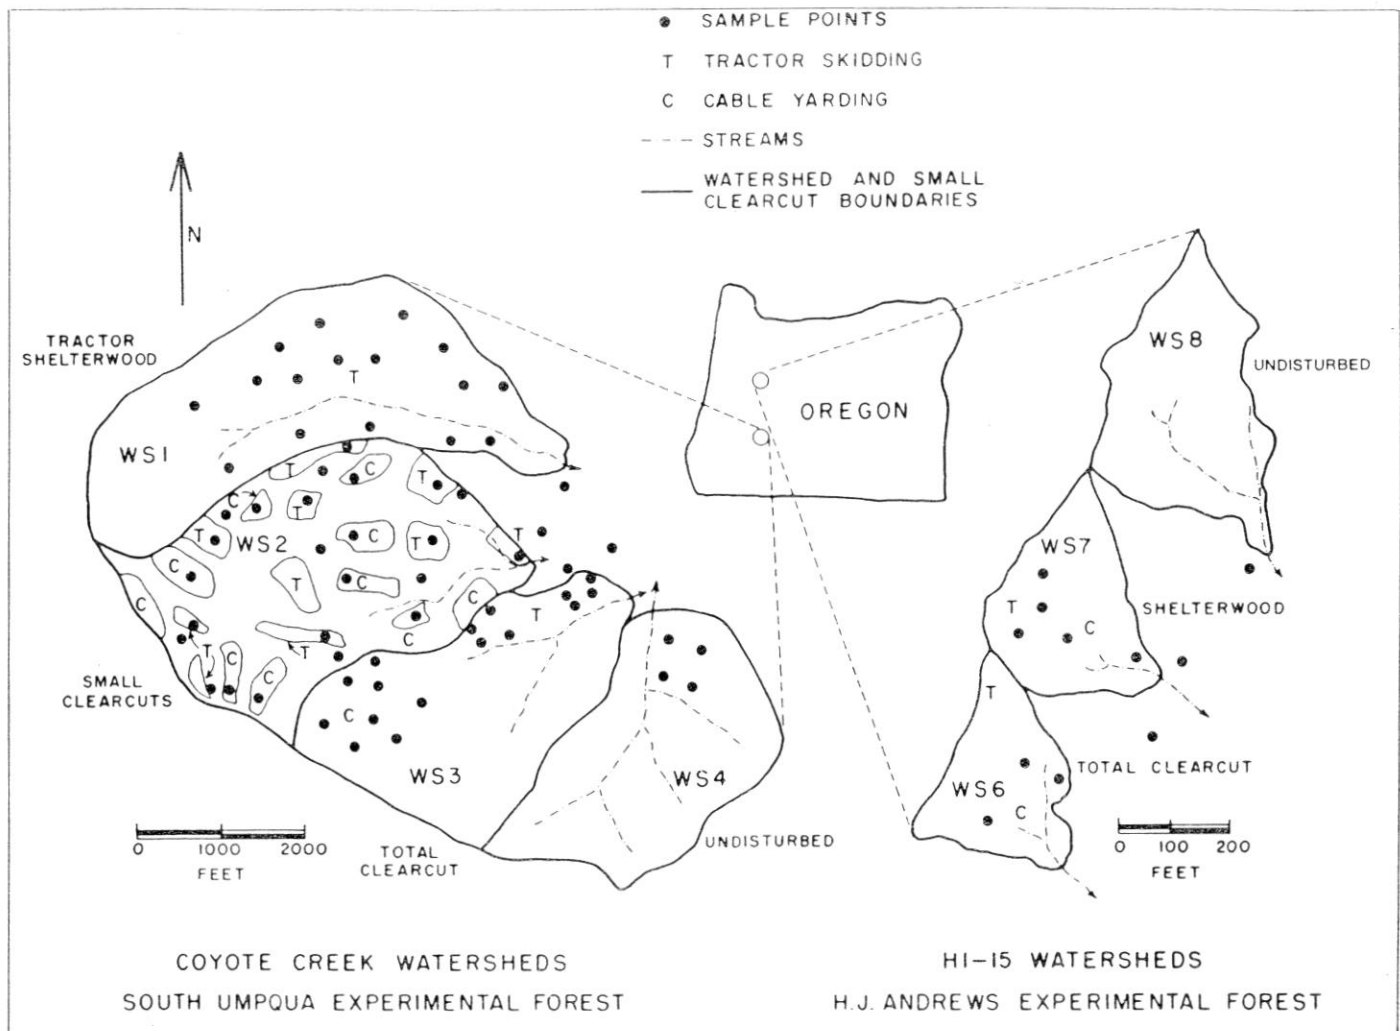 SAMPLE POINTS
T TRACTOR SKIDDING
C CABLE YARDING
STREAMS
WATERSHED AND SMALL
CLEARCUT BOUNDARIES
N
TRACTOR
SHELTERWOOD
T
WS1
OREGON
WS8
UNDISTURBED
T
C
T
C
T
T
WS2
C
T
T
C
T
C
C
T
C
T
C
T
C
T
C
SMALL
CLEARCUTS
C
WS3
TOTAL
CLEARCUT
WS4
UNDISTURBED
WS7
T
C
SHELTERWOOD
T
WS6
C
TOTAL CLEARCUT
0 1000 2000
FEET
0 100 200
FEET
COYOTE CREEK WATERSHEDS
SOUTH UMPQUA EXPERIMENTAL FOREST
HI-15 WATERSHEDS
H.J. ANDREWS EXPERIMENTAL FOREST